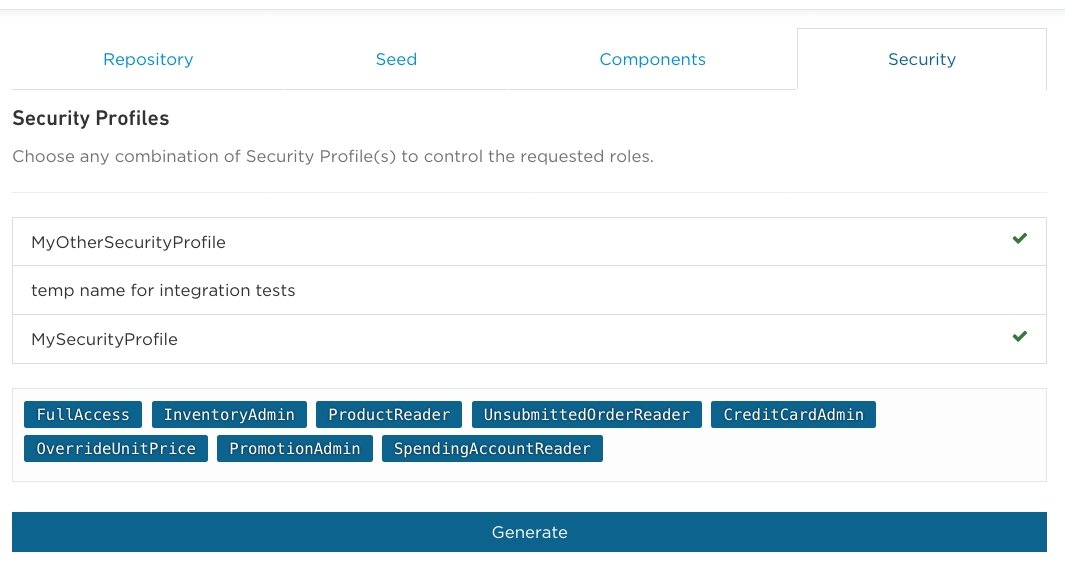 Repository Seed Components Security
Security Profiles
Choose any combination of Security Profile(s) to control the requested roles.
MyOtherSecurityProfile
temp name for integration tests
MySecurityProfile
FullAccess InventoryAdmin ProductReader UnsubmittedOrderReader CreditCardAdmin
OverrideUnitPrice PromotionAdmin SpendingAccountReader
Generate